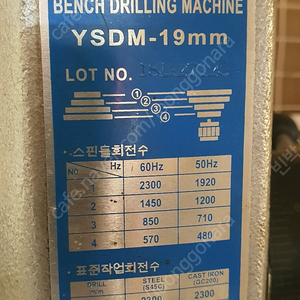 BENCH DRILLING MACHINE
YSDM-19mm
LOT NO.
① ② ③ ④
스핀들회전수
NO Hz 60Hz 50Hz
2300 1920
2 1450 1200
3 850 710
4 570 480
표준작업회전수
DRILL STEEL CAST IRON
mm (S45C) (GC200)
2300 2300